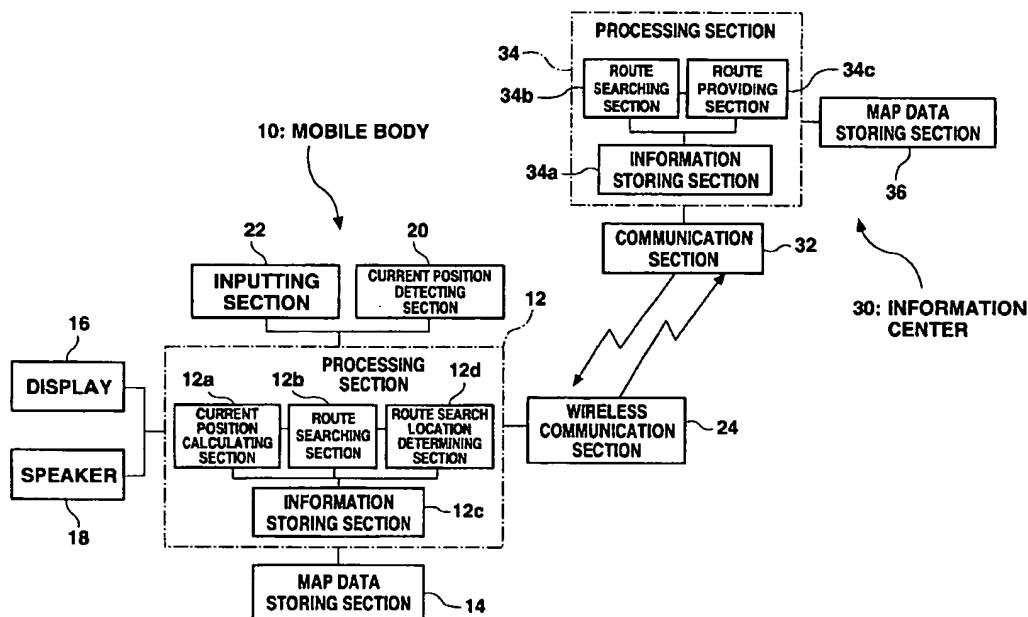 PROCESSING SECTION
34
ROUTE
SEARCHING
SECTION
34b
ROUTE
PROVIDING
SECTION
34c
INFORMATION
STORING SECTION
34a
MAP DATA
STORING SECTION
36
COMMUNICATION
SECTION
32
30: INFORMATION
CENTER
10: MOBILE BODY
22
INPUTTING
SECTION
20
CURRENT POSITION
DETECTING
SECTION
12
PROCESSING
SECTION
16
DISPLAY
SPEAKER
18
12a
CURRENT
POSITION
CALCULATING
SECTION
12b
ROUTE
SEARCHING
SECTION
12d
ROUTE SEARCH
LOCATION
DETERMINING
SECTION
INFORMATION
STORING SECTION
12c
WIRELESS
COMMUNICATION
SECTION
24
MAP DATA
STORING SECTION
14